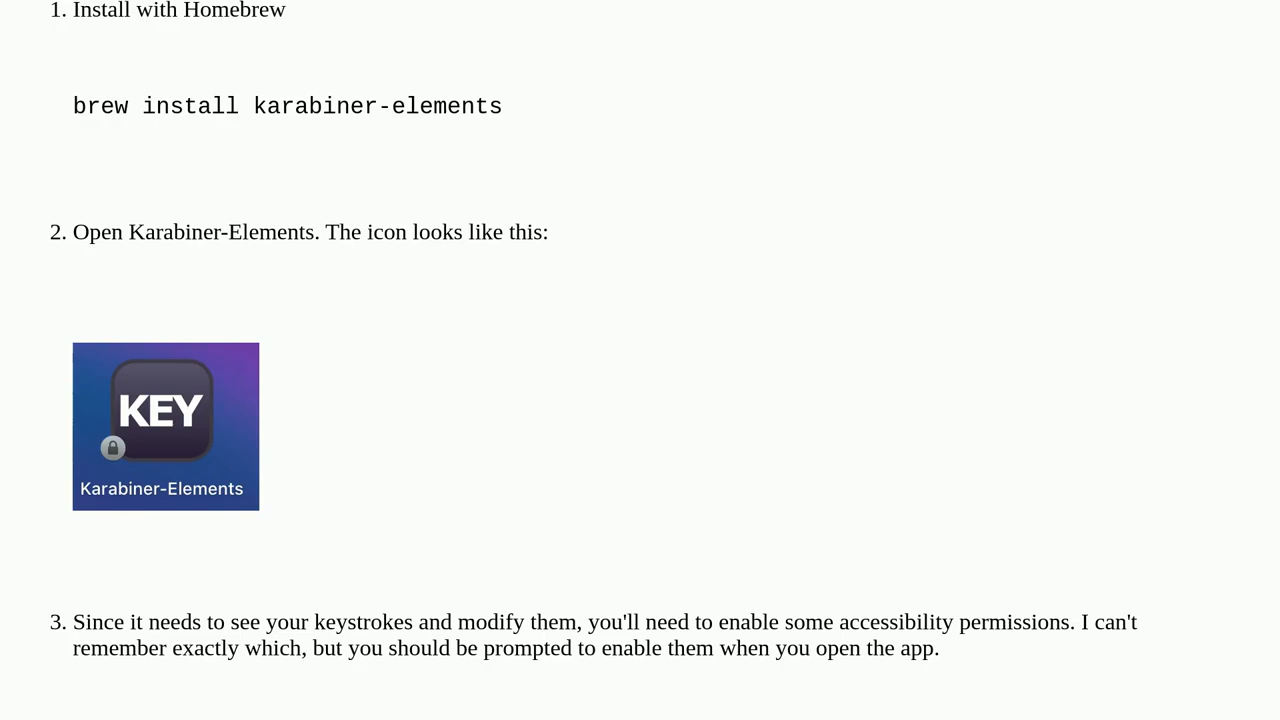 1. Install with Homebrew
brew install karabiner-elements
2. Open Karabiner-Elements. The icon looks like this:
KEY
Karabiner-Elements
3. Since it needs to see your keystrokes and modify them, you'll need to enable some accessibility permissions. I can't
remember exactly which, but you should be prompted to enable them when you open the app.